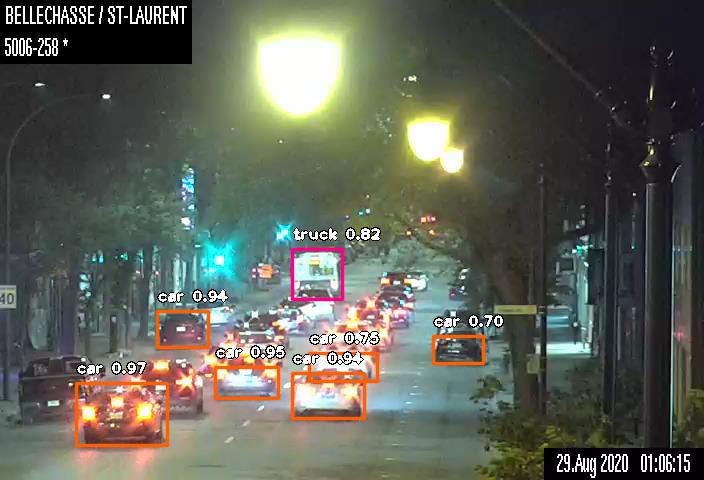 BELLECHASSE / ST-LAURENT
5006-258 *
truck 0.82
car 0.94
40
car 0.70
car 0.75
car 0.95
car 0.94
car 0.97
29.Aug 2020 01:06:15